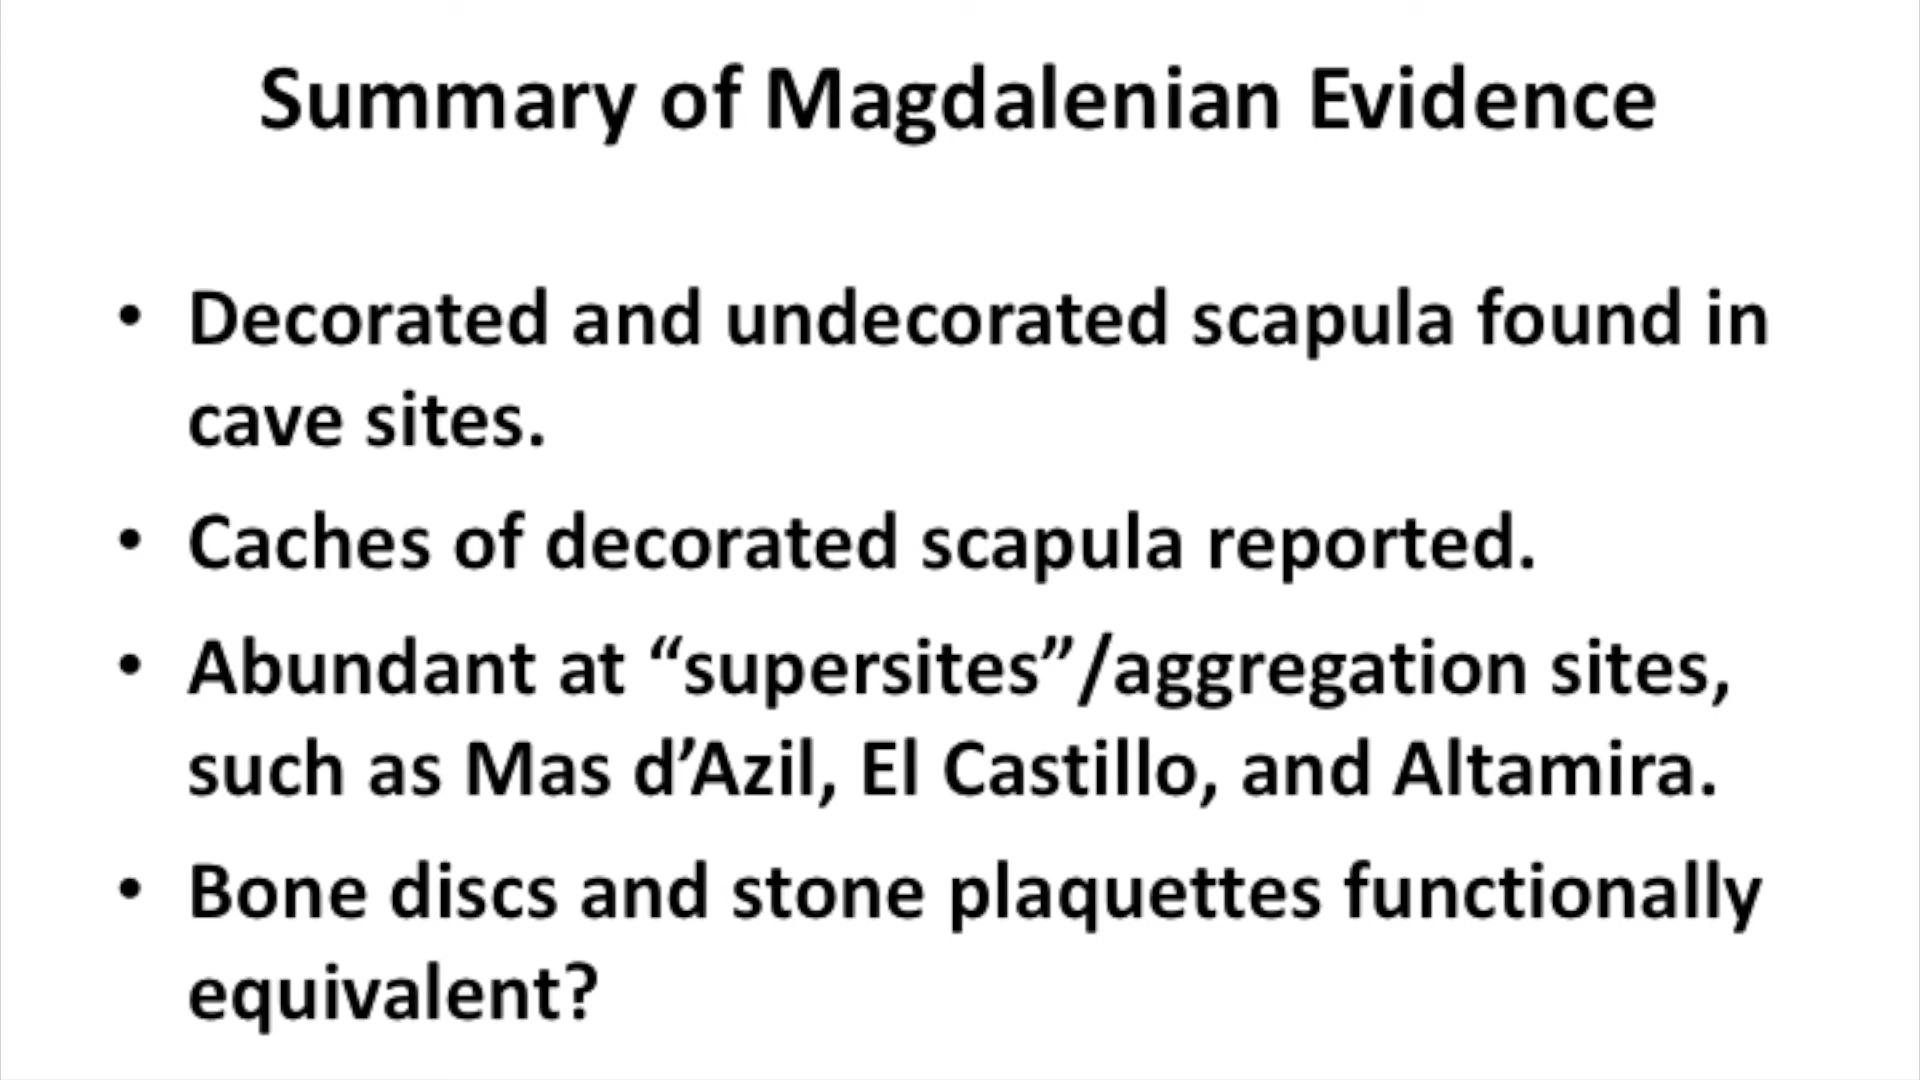 Summary of Magdalenian Evidence
• Decorated and undecorated scapula found in
cave sites.
• Caches of decorated scapula reported.
• Abundant at “supersites”/aggregation sites,
such as Mas d’Azil, El Castillo, and Altamira.
• Bone discs and stone plaquettes functionally
equivalent?